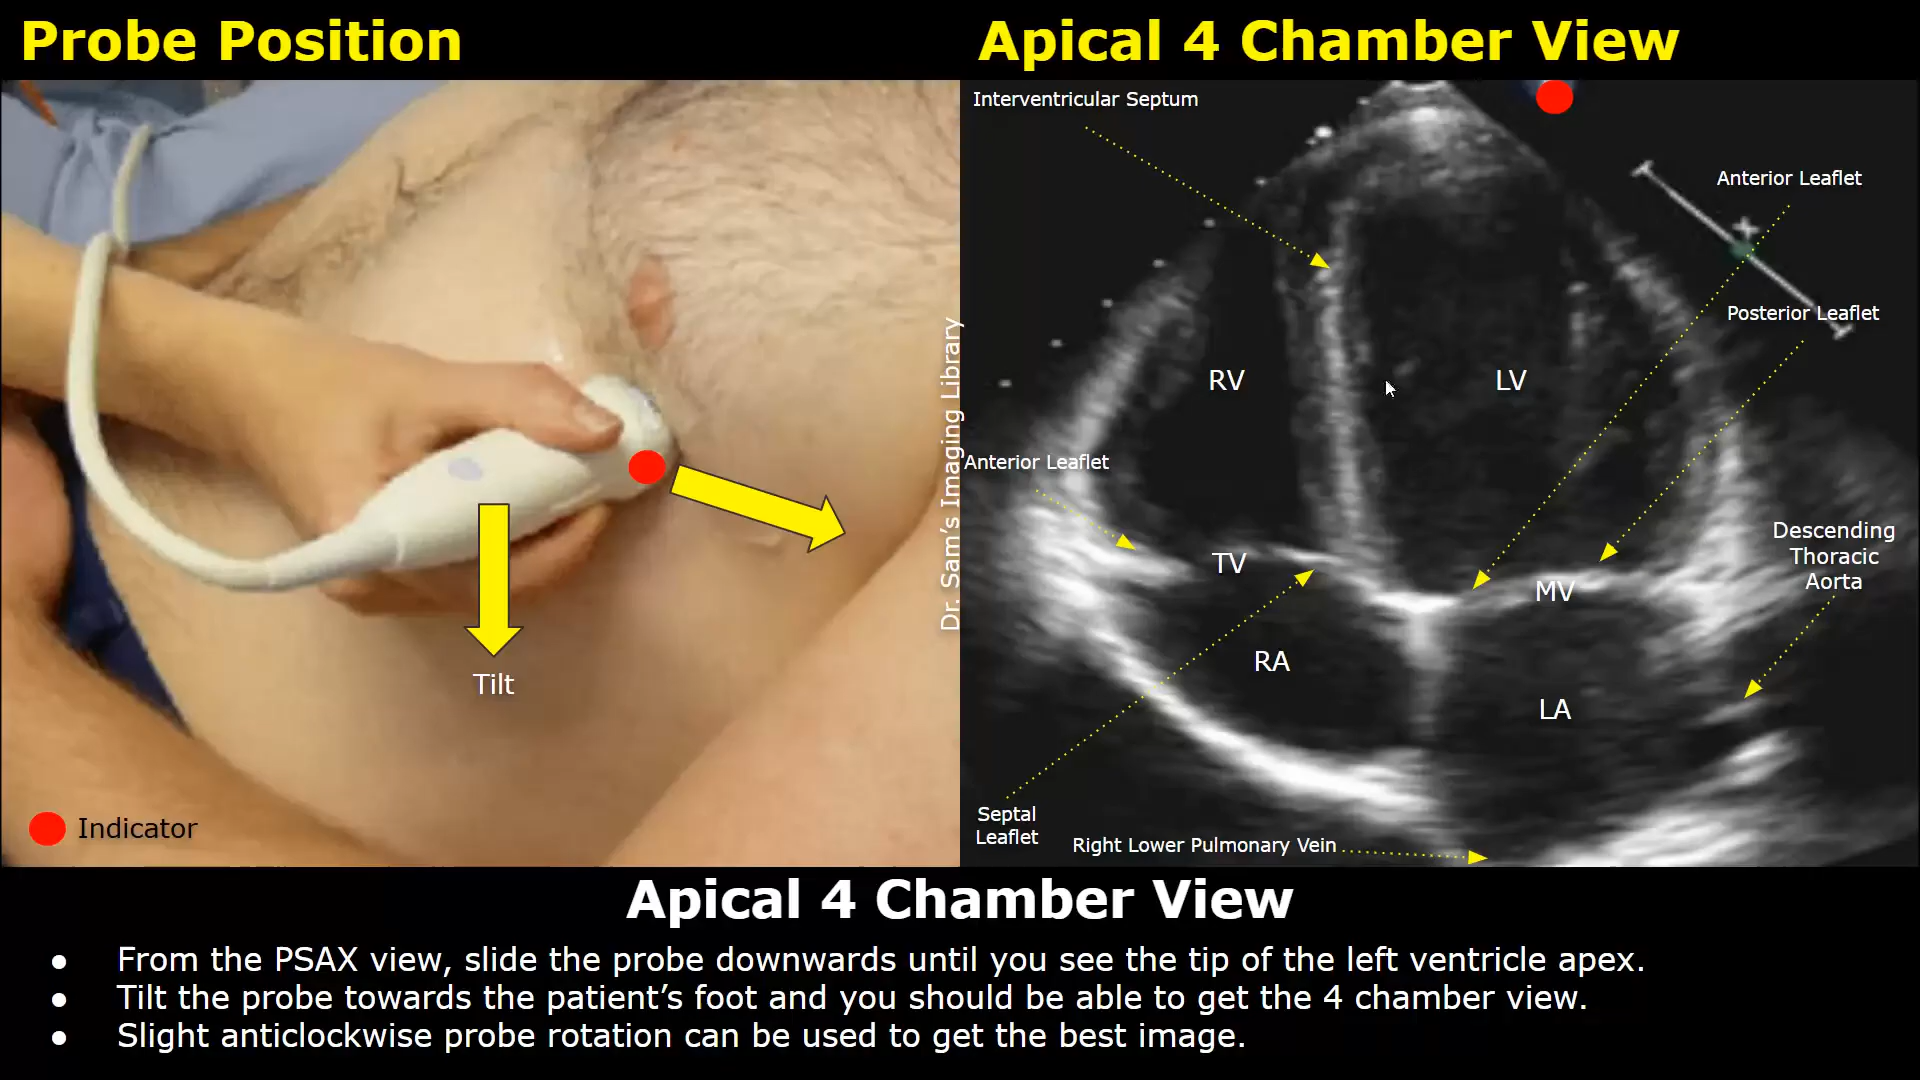 Probe Position
Apical 4 Chamber View
Interventricular Septum
Anterior Leaflet
Posterior Leaflet
RV
LV
Anterior Leaflet
Dr. Sam's Imaging Library
Descending
Thoracic
Aorta
TV
MV
RA
LA
Tilt
Septal
Leaflet
Indicator
Right Lower Pulmonary Vein
Apical 4 Chamber View
● From the PSAX view, slide the probe downwards until you see the tip of the left ventricle apex.
● Tilt the probe towards the patient's foot and you should be able to get the 4 chamber view.
● Slight anticlockwise probe rotation can be used to get the best image.